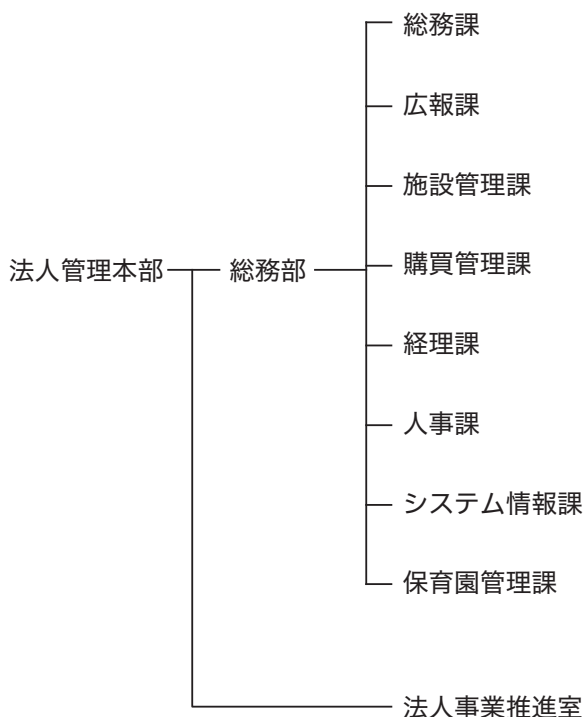 法人管理本部
総務部
総務課
広報課
施設管理課
購買管理課
経理課
人事課
システム情報課
保育園管理課
法人事業推進室